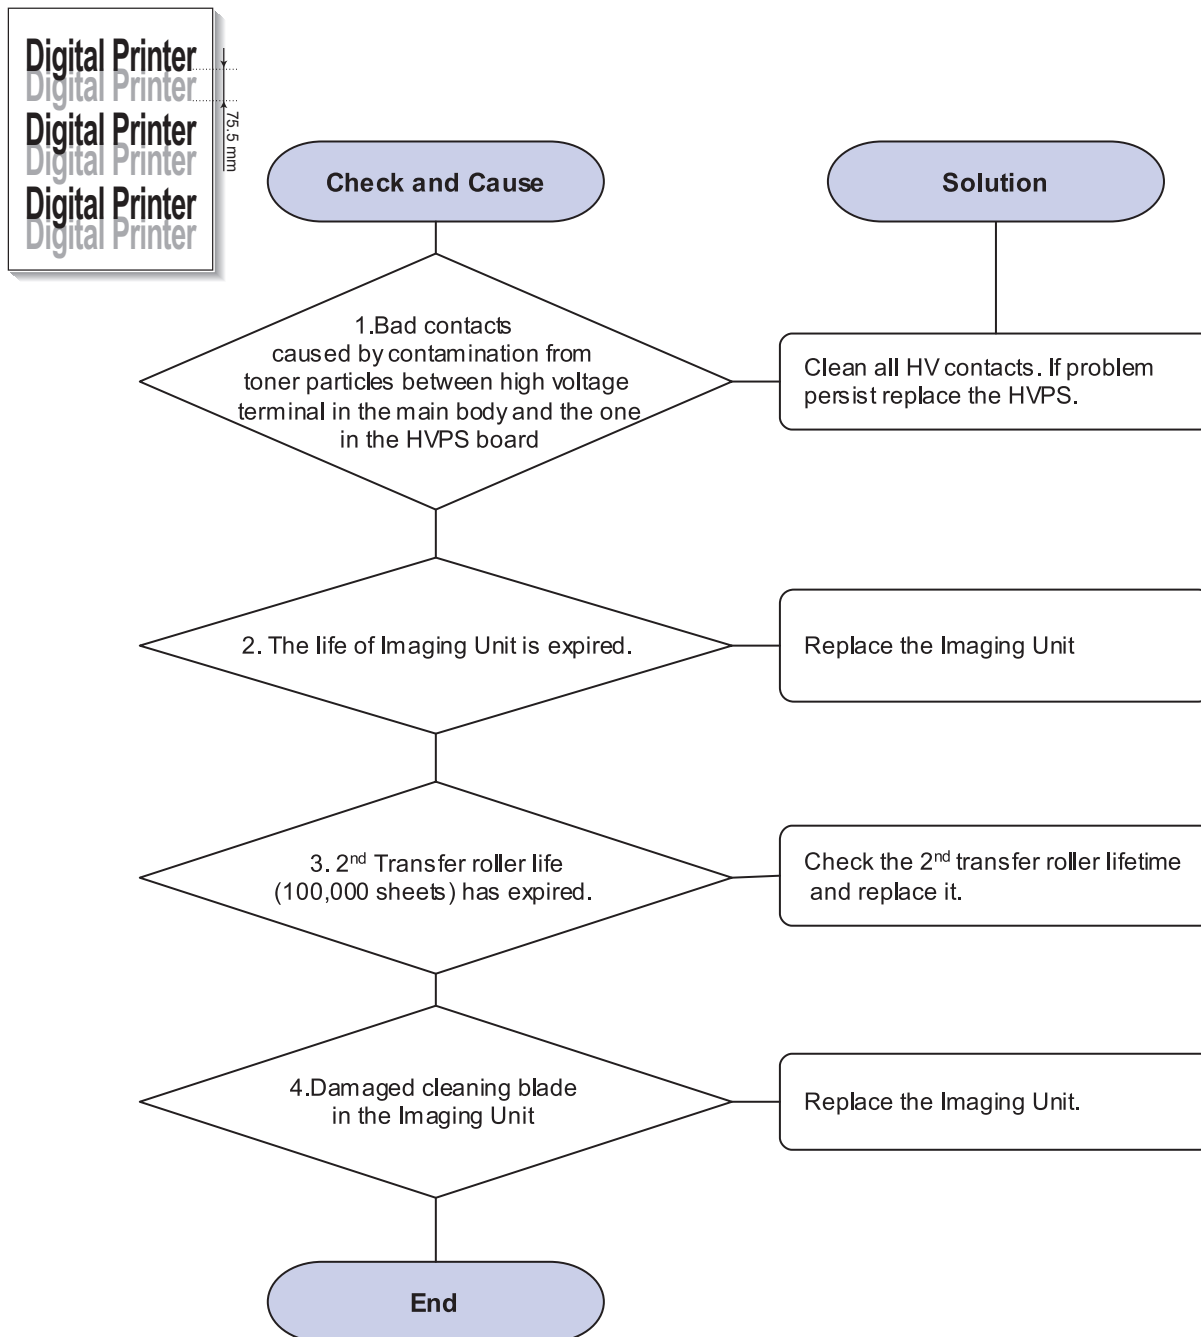 Digital Printer
Digital Printer
Digital Printer
Digital Printer
Digital Printer
Digital Printer
75.5 mm
Check and Cause
Solution
1.Bad contacts
caused by contamination from
toner particles between high voltage
terminal in the main body and the one
in the HVPS board
Clean all HV contacts. If problem
persist replace the HVPS.
2. The life of Imaging Unit is expired.
Replace the Imaging Unit
3. 2nd Transfer roller life
(100,000 sheets) has expired.
Check the 2nd transfer roller lifetime
and replace it.
4.Damaged cleaning blade
in the Imaging Unit
Replace the Imaging Unit.
End